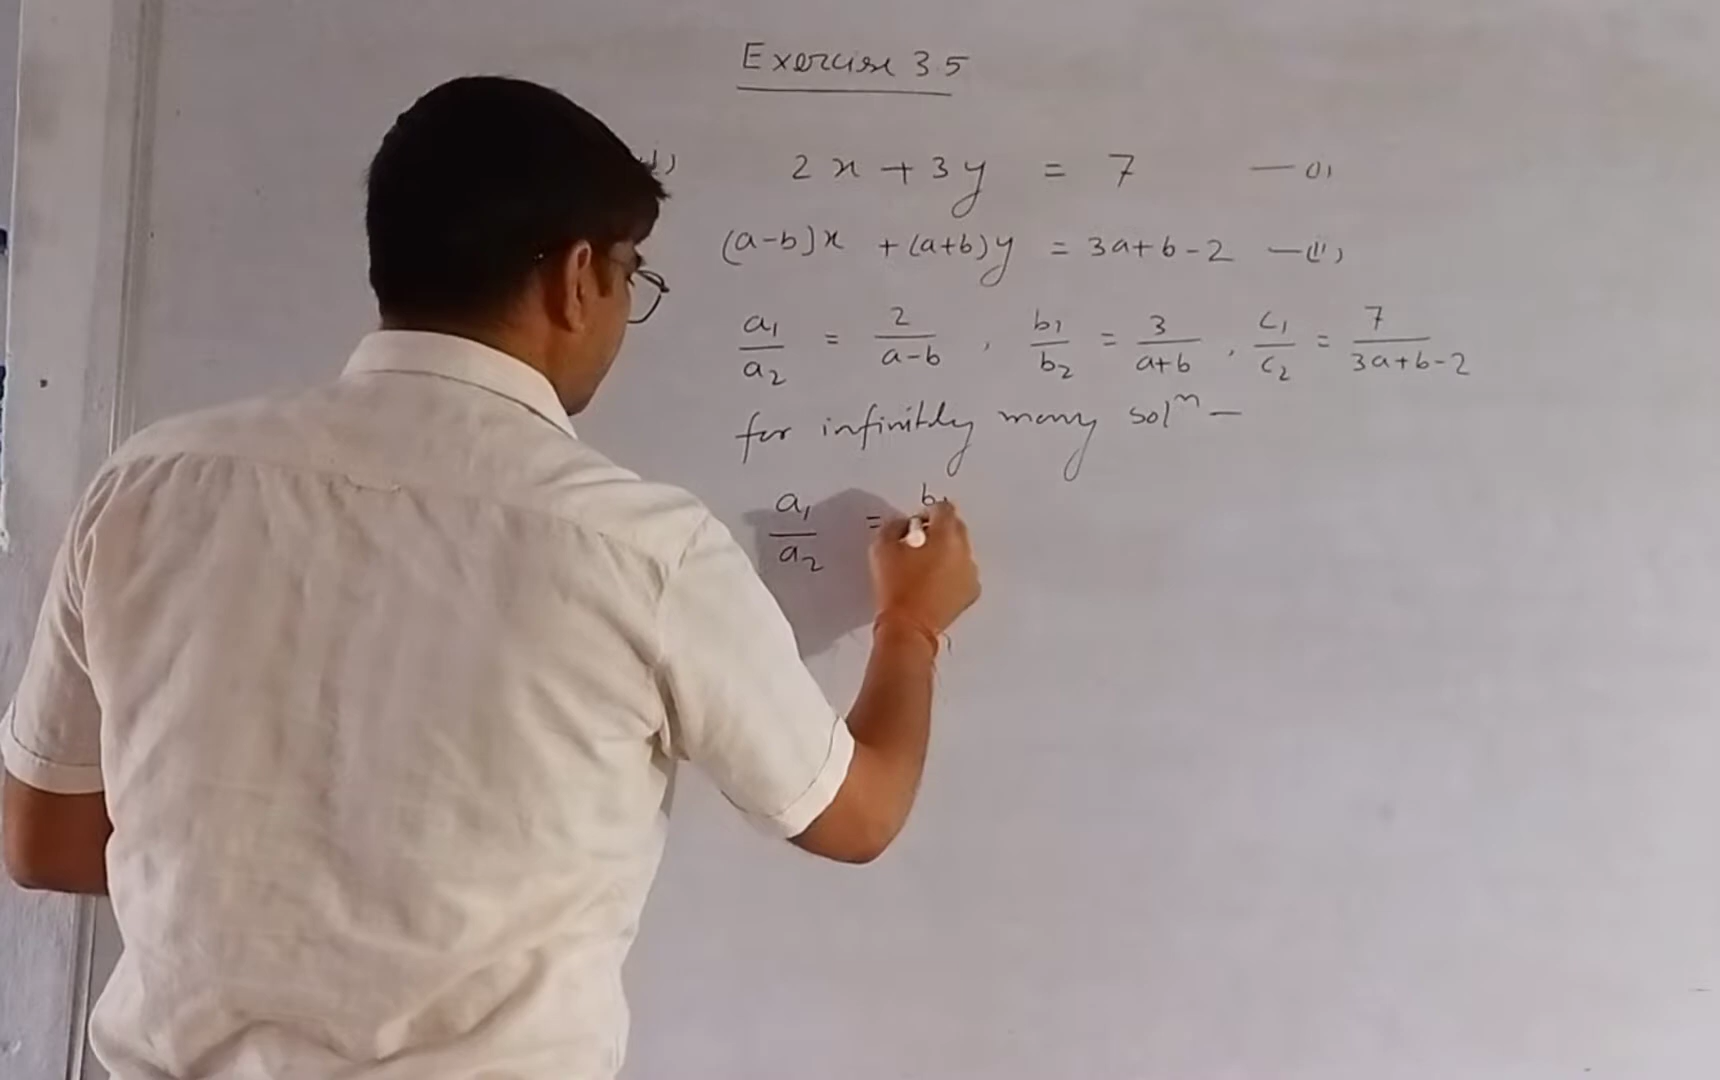 Exercise 3.5
2x + 3y = 7 — (i)
(a-b)x + (a+b)y = 3a+b-2 — (ii)
a₁/a₂ = 2/a-b , b₁/b₂ = 3/a+b , c₁/c₂ = 7/3a+b-2
for infinitly many solⁿ —
a₁/a₂ = b₁